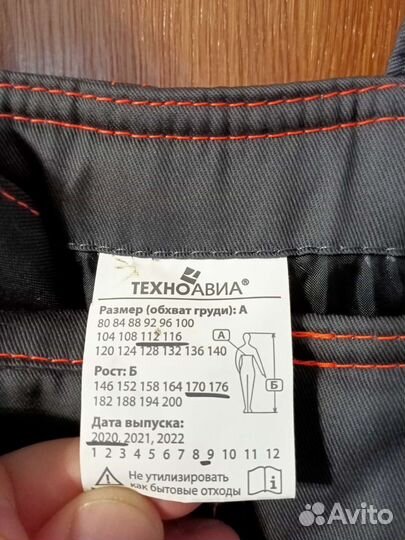 ТЕХНОАВИА®
Размер (обхват груди): А
80 84 88 92 96 100
104 108 112 116
120 124 128 132 136 140
А
Рост: Б
146 152 158 164 170 176
182 188 194 200
Б
Дата выпуска:
2020, 2021, 2022
1 2 3 4 5 6 7 8 9 10 11 12
Не утилизировать
как бытовые отходы
i
Avito